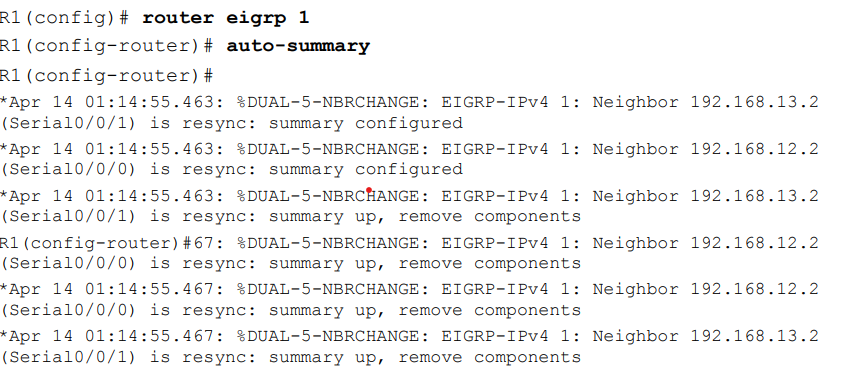 R1(config)# router eigrp 1
R1(config-router)# auto-summary
R1(config-router)#
*Apr 14 01:14:55.463: %DUAL-5-NBRCHANGE: EIGRP-IPv4 1: Neighbor 192.168.13.2
(Serial0/0/1) is resync: summary configured
*Apr 14 01:14:55.463: %DUAL-5-NBRCHANGE: EIGRP-IPv4 1: Neighbor 192.168.12.2
(Serial0/0/0) is resync: summary configured
*Apr 14 01:14:55.463: %DUAL-5-NBRCHANGE: EIGRP-IPv4 1: Neighbor 192.168.13.2
(Serial0/0/1) is resync: summary up, remove components
R1(config-router)#67: %DUAL-5-NBRCHANGE: EIGRP-IPv4 1: Neighbor 192.168.12.2
(Serial0/0/0) is resync: summary up, remove components
*Apr 14 01:14:55.467: %DUAL-5-NBRCHANGE: EIGRP-IPv4 1: Neighbor 192.168.12.2
(Serial0/0/0) is resync: summary up, remove components
*Apr 14 01:14:55.467: %DUAL-5-NBRCHANGE: EIGRP-IPv4 1: Neighbor 192.168.13.2
(Serial0/0/1) is resync: summary up, remove components